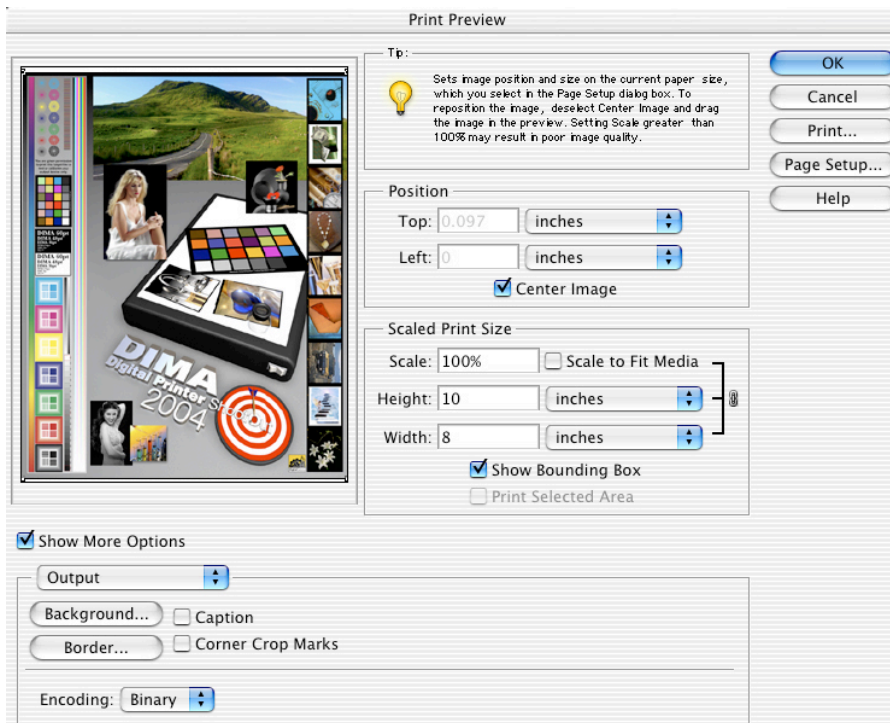 Print Preview
Tip:
Sets image position and size on the current paper size,
which you select in the Page Setup dialog box. To
reposition the image, deselect Center Image and drag
the image in the preview. Setting Scale greater than
100% may result in poor image quality.
OK
Cancel
Print...
Page Setup...
Help
Position
Top: 0.097 inches
Left: 0 inches
Center Image
Scaled Print Size
Scale: 100% Scale to Fit Media
Height: 10 inches
Width: 8 inches
Show Bounding Box
Print Selected Area
DIMA 60pt
DIMA 60pt
DIMA
Digital Printer Shootout
2004
Show More Options
Output
Background... Caption
Border... Corner Crop Marks
Encoding: Binary